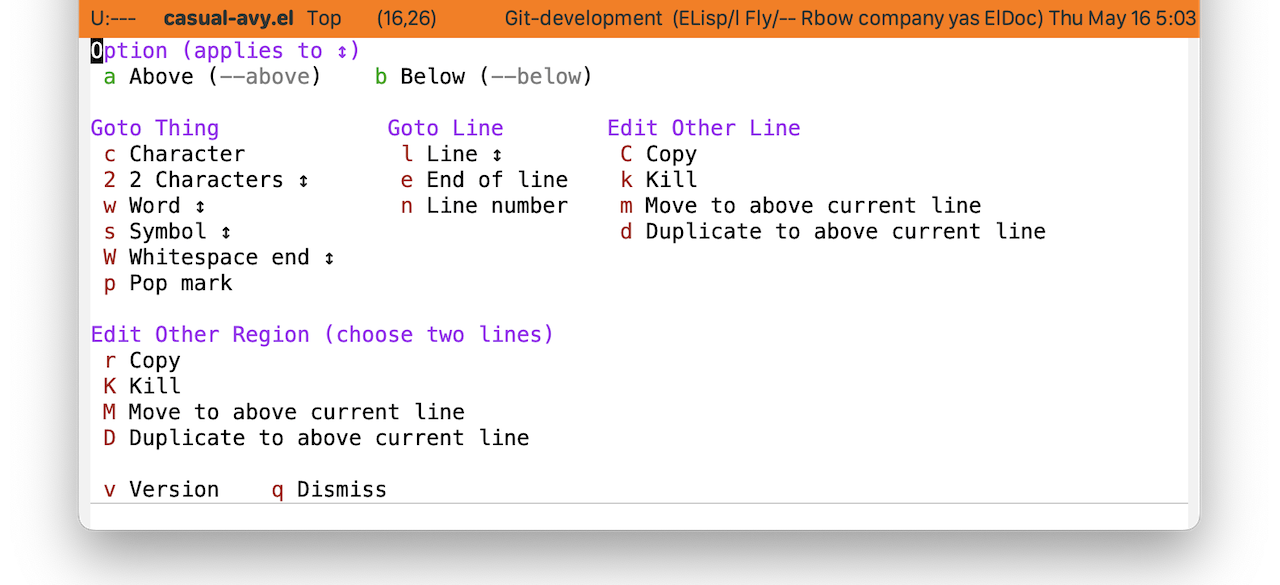 U:--- casual-avy.el Top (16,26) Git-development (ELisp/l Fly/-- Rbow company yas ElDoc) Thu May 16 5:03
Option (applies to ↕)
a Above (--above) b Below (--below)
Goto Thing Goto Line Edit Other Line
c Character l Line ↕ C Copy
2 2 Characters ↕ e End of line k Kill
w Word ↕ n Line number m Move to above current line
s Symbol ↕ d Duplicate to above current line
W Whitespace end ↕
p Pop mark
Edit Other Region (choose two lines)
r Copy
K Kill
M Move to above current line
D Duplicate to above current line
v Version q Dismiss